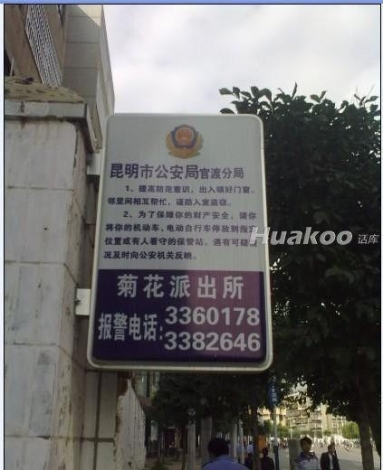 昆明市公安局官渡分局
1、提高防范意识，出入锁好门窗、
邻里间相互帮忙，谨防入室盗窃。
2、为了保障你的财产安全，请你
将你的机动车、电动自行车停放到指定
位置或有人看守的保管站，遇有可疑
况及时向公安机关反映。
Huakoo 话库
菊花派出所
报警电话:
3360178
3382646